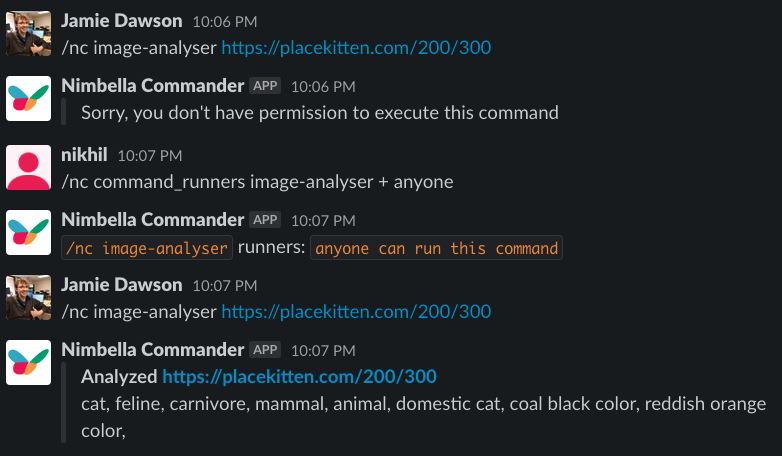 Jamie Dawson 10:06 PM
/nc image-analyser https://placekitten.com/200/300
Nimbella Commander APP 10:06 PM
Sorry, you don't have permission to execute this command
nikhil 10:07 PM
/nc command_runners image-analyser + anyone
Nimbella Commander APP 10:07 PM
/nc image-analyser runners: anyone can run this command
Jamie Dawson 10:07 PM
/nc image-analyser https://placekitten.com/200/300
Nimbella Commander APP 10:07 PM
Analyzed https://placekitten.com/200/300
cat, feline, carnivore, mammal, animal, domestic cat, coal black color, reddish orange
color,